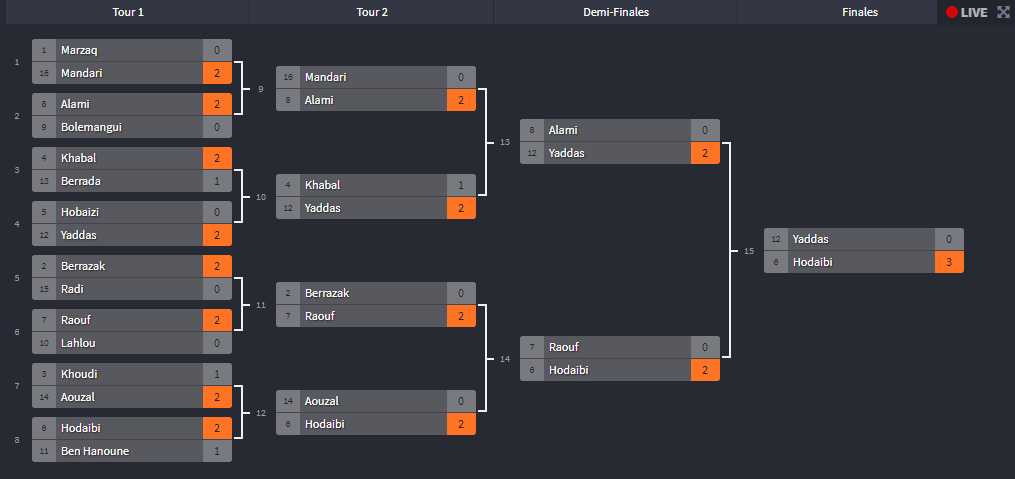 Tour 1 Tour 2 Demi-Finales Finales LIVE
1 1 Marzaq 0
16 Mandari 2
2 8 Alami 2
9 Bolemangui 0
3 4 Khabal 2
13 Berrada 1
4 5 Hobaizi 0
12 Yaddas 2
5 2 Berrazak 2
15 Radi 0
6 7 Raouf 2
10 Lahlou 0
7 3 Khoudi 1
14 Aouzal 2
8 6 Hodaibi 2
11 Ben Hanoune 1
9 16 Mandari 0
8 Alami 2
10 4 Khabal 1
12 Yaddas 2
11 2 Berrazak 0
7 Raouf 2
12 14 Aouzal 0
6 Hodaibi 2
13 8 Alami 0
12 Yaddas 2
14 7 Raouf 0
6 Hodaibi 2
15 12 Yaddas 0
6 Hodaibi 3